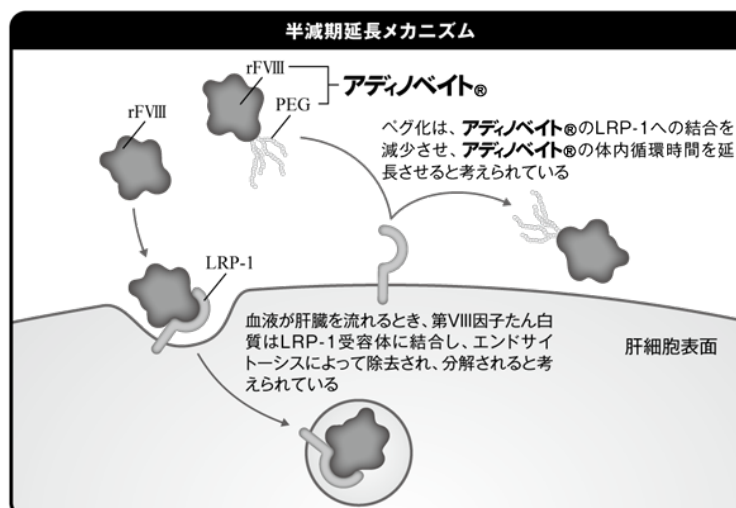 半減期延長メカニズム
rFVIII
アディノベイト®
PEG
rFVIII
ペグ化は、アディノベイト®のLRP-1への結合を
減少させ、アディノベイト®の体内循環時間を延
長させると考えられている
LRP-1
血液が肝臓を流れるとき、第VIII因子たん白
質はLRP-1受容体に結合し、エンドサイ
トーシスによって除去され、分解されると考
えられている
肝細胞表面